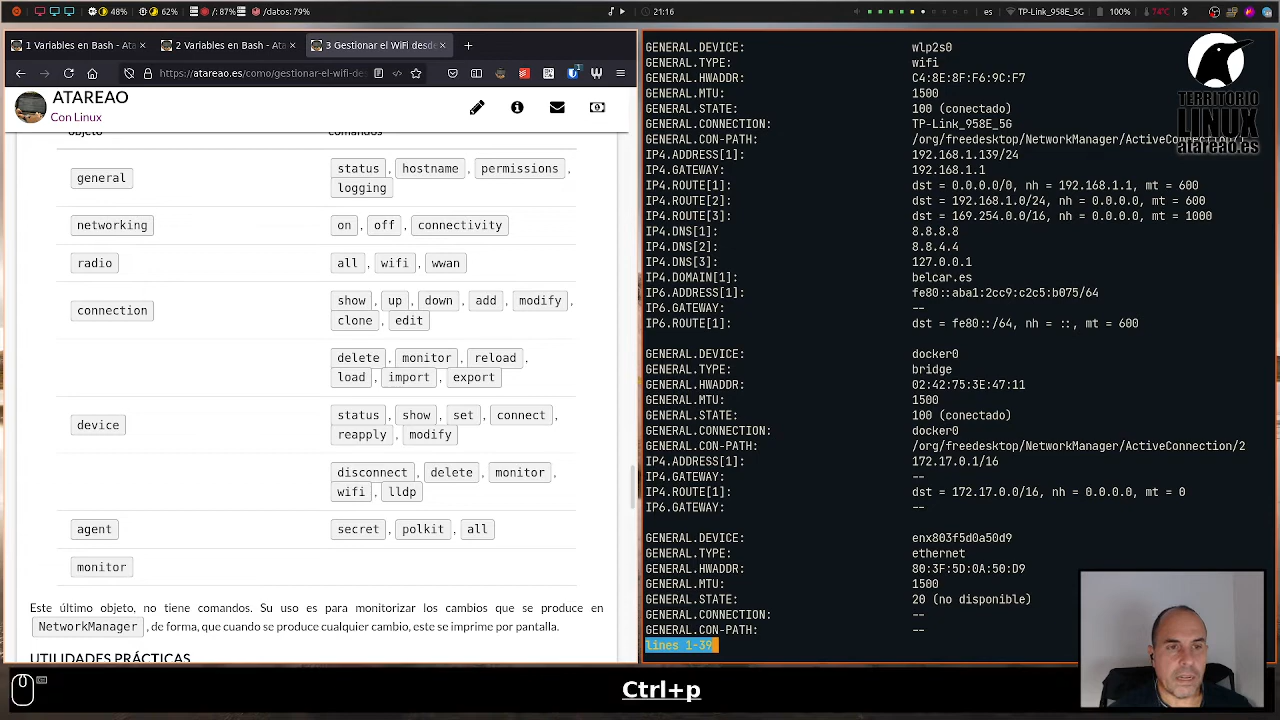 48% 62% /: 87% /datos: 79% 21:16 es TP-Link_958E_5G 100% 74°C
1 Variables en Bash - Ata
2 Variables en Bash - Ata
3 Gestionar el WiFi desde
https://atareao.es/como/gestionar-el-wifi-de
ATAREAO
Con Linux
objeto comandos
general status , hostname , permissions ,
logging
networking on , off , connectivity
radio all , wifi , wwan
connection show , up , down , add , modify ,
clone , edit
delete , monitor , reload ,
load , import , export
device status , show , set , connect ,
reapply , modify
disconnect , delete , monitor ,
wifi , lldp
agent secret , polkit , all
monitor
Este último objeto, no tiene comandos. Su uso es para monitorizar los cambios que se produce en
NetworkManager , de forma, que cuando se produce cualquier cambio, este se imprime por pantalla.
UTILIDADES PRÁCTICAS
GENERAL.DEVICE: wlp2s0
GENERAL.TYPE: wifi
GENERAL.HWADDR: C4:8E:8F:F6:9C:F7
GENERAL.MTU: 1500
GENERAL.STATE: 100 (conectado)
GENERAL.CONNECTION: TP-Link_958E_5G
GENERAL.CON-PATH: /org/freedesktop/NetworkManager/ActiveConnection/1
IP4.ADDRESS[1]: 192.168.1.139/24
IP4.GATEWAY: 192.168.1.1
IP4.ROUTE[1]: dst = 0.0.0.0/0, nh = 192.168.1.1, mt = 600
IP4.ROUTE[2]: dst = 192.168.1.0/24, nh = 0.0.0.0, mt = 600
IP4.ROUTE[3]: dst = 169.254.0.0/16, nh = 0.0.0.0, mt = 1000
IP4.DNS[1]: 8.8.8.8
IP4.DNS[2]: 8.8.4.4
IP4.DNS[3]: 127.0.0.1
IP4.DOMAIN[1]: belcar.es
IP6.ADDRESS[1]: fe80::aba1:2cc9:c2c5:b075/64
IP6.GATEWAY: --
IP6.ROUTE[1]: dst = fe80::/64, nh = ::, mt = 600
GENERAL.DEVICE: docker0
GENERAL.TYPE: bridge
GENERAL.HWADDR: 02:42:75:3E:47:11
GENERAL.MTU: 1500
GENERAL.STATE: 100 (conectado)
GENERAL.CONNECTION: docker0
GENERAL.CON-PATH: /org/freedesktop/NetworkManager/ActiveConnection/2
IP4.ADDRESS[1]: 172.17.0.1/16
IP4.GATEWAY: --
IP4.ROUTE[1]: dst = 172.17.0.0/16, nh = 0.0.0.0, mt = 0
IP6.GATEWAY: --
GENERAL.DEVICE: enx803f5d0a50d9
GENERAL.TYPE: ethernet
GENERAL.HWADDR: 80:3F:5D:0A:50:D9
GENERAL.MTU: 1500
GENERAL.STATE: 20 (no disponible)
GENERAL.CONNECTION: --
GENERAL.CON-PATH: --
lines 1-39
TERRITORIO
LINUX
atareao.es
Ctrl+p